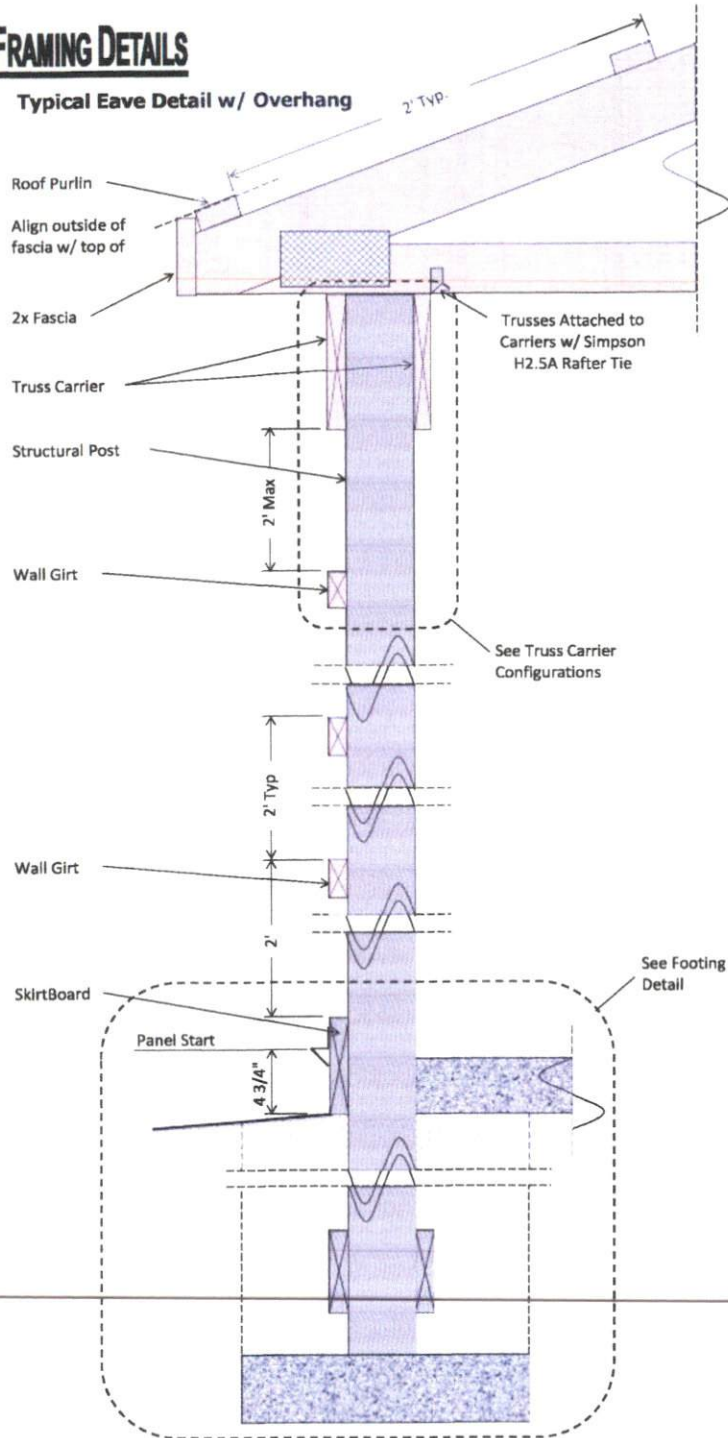 FRAMING DETAILS
Typical Eave Detail w/ Overhang
2' Typ.
Roof Purlin
Align outside of
fascia w/ top of
2x Fascia
Trusses Attached to
Carriers w/ Simpson
H2.5A Rafter Tie
Truss Carrier
Structural Post
2' Max
Wall Girt
See Truss Carrier
Configurations
2' Typ
Wall Girt
2'
See Footing
Detail
SkirtBoard
Panel Start
4 3/4"